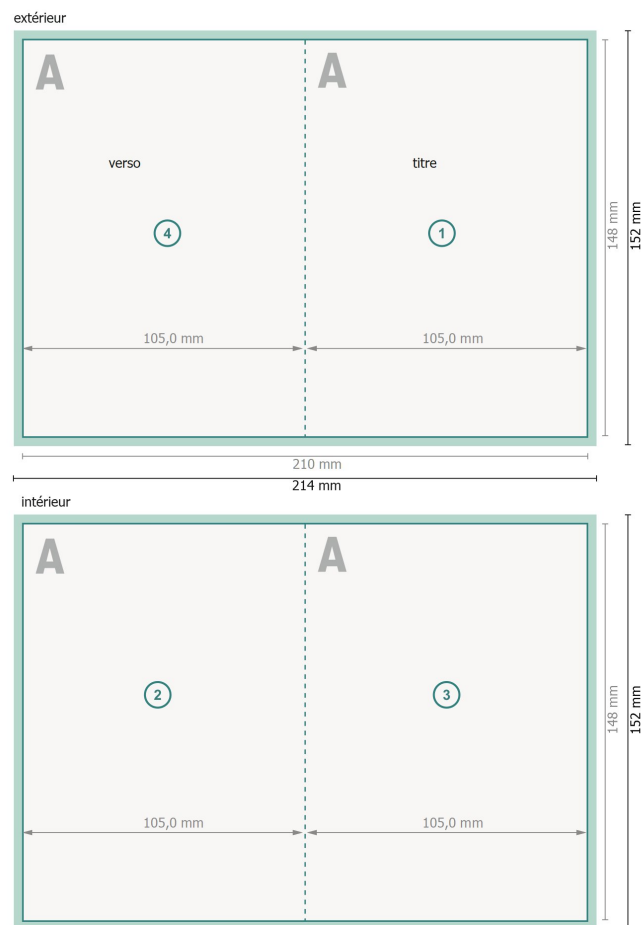 extérieur
A
A
verso
titre
4
1
148 mm
152 mm
105,0 mm
105,0 mm
210 mm
214 mm
intérieur
A
A
2
3
148 mm
152 mm
105,0 mm
105,0 mm